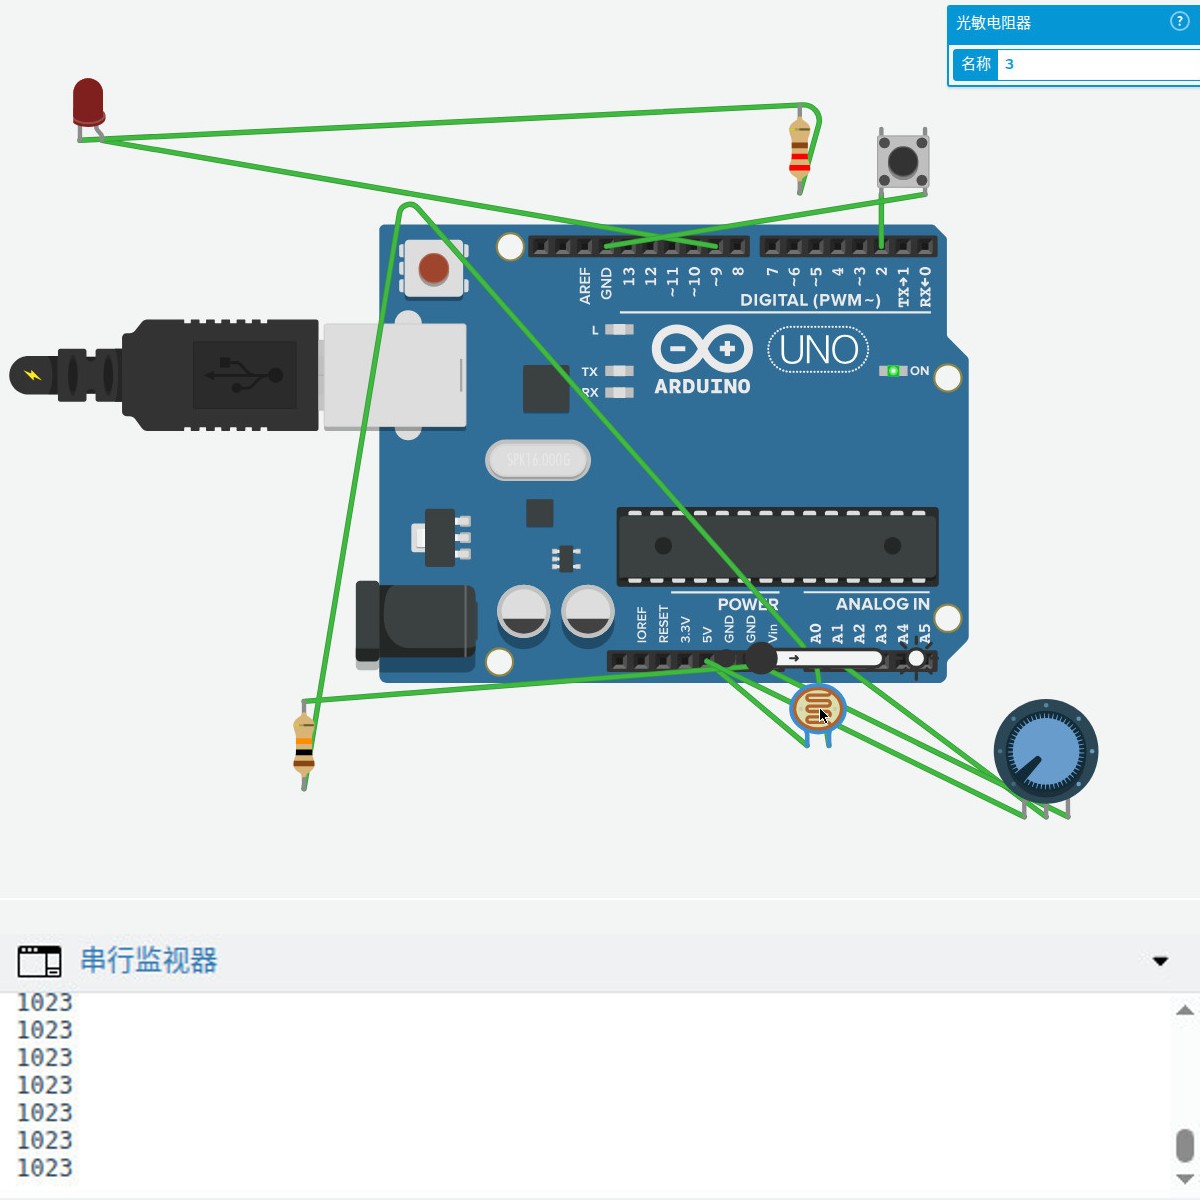 光敏电阻器
?
名称 3
AREF
GND
13
12
~11
~10
~9
8
7
~6
~5
4
~3
2
TX→1
RX←0
DIGITAL (PWM~)
L
TX
RX
ARDUINO
UNO
ON
SPK16.000G
POWER
ANALOG IN
IOREF
RESET
3.3V
5V
GND
GND
Vin
A0
A1
A2
A3
A4
A5
串行监视器
1023
1023
1023
1023
1023
1023
1023